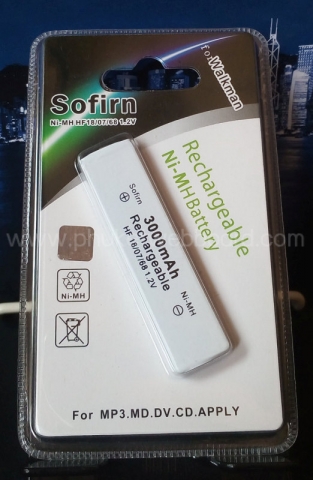 for Walkman
Sofirn
Ni-MH HF18/07/68 1.2V
Rechargeable
Ni-MH Battery
Sofirn
3000mAh
Rechargeable
HF 18/07/68 1.2V
Ni-MH
Ni-MH
For MP3.MD.DV.CD.APPLY